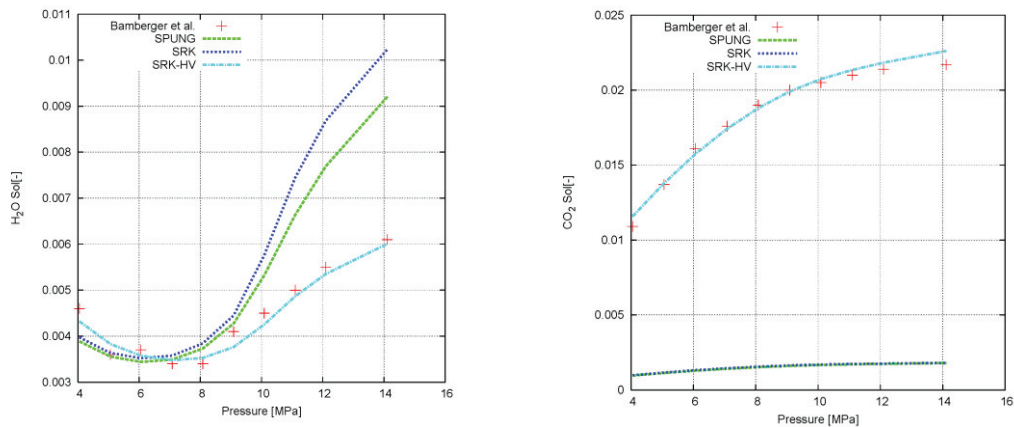 0.011
0.01
0.009
0.008
0.007
0.006
0.005
0.004
0.003
H₂O Sol[-]
Bamberger et al.
SPUNG
SRK
SRK-HV
4 6 8 10 12 14 16
Pressure [MPa]
0.025
0.02
0.015
0.01
0.005
0
CO₂ Sol[-]
Bamberger et al.
SPUNG
SRK
SRK-HV
4 6 8 10 12 14 16
Pressure [MPa]